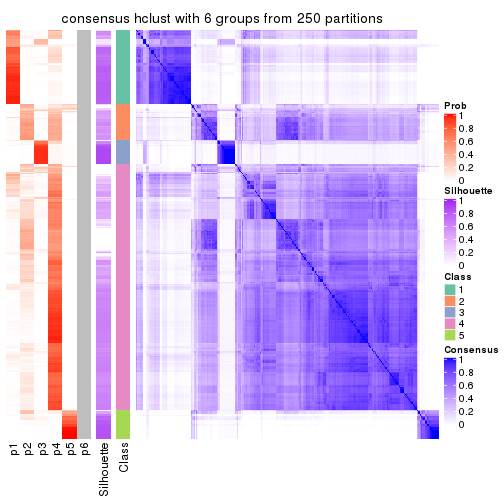 consensus hclust with 6 groups from 250 partitions
Prob
1
0.8
0.6
0.4
0.2
0
Silhouette
1
0.8
0.6
0.4
0.2
0
Class
1
2
3
4
5
Consensus
1
0.8
0.6
0.4
0.2
0
p1
p2
p3
p4
p5
p6
Silhouette
Class